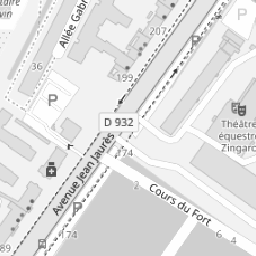 Allée Gabri
207
36
199
P
P
P
D 932
Théâtre
équestre
Zingaro
Avenue Jean Jaurès
174
2
Cours du Fort
6
4
174
189